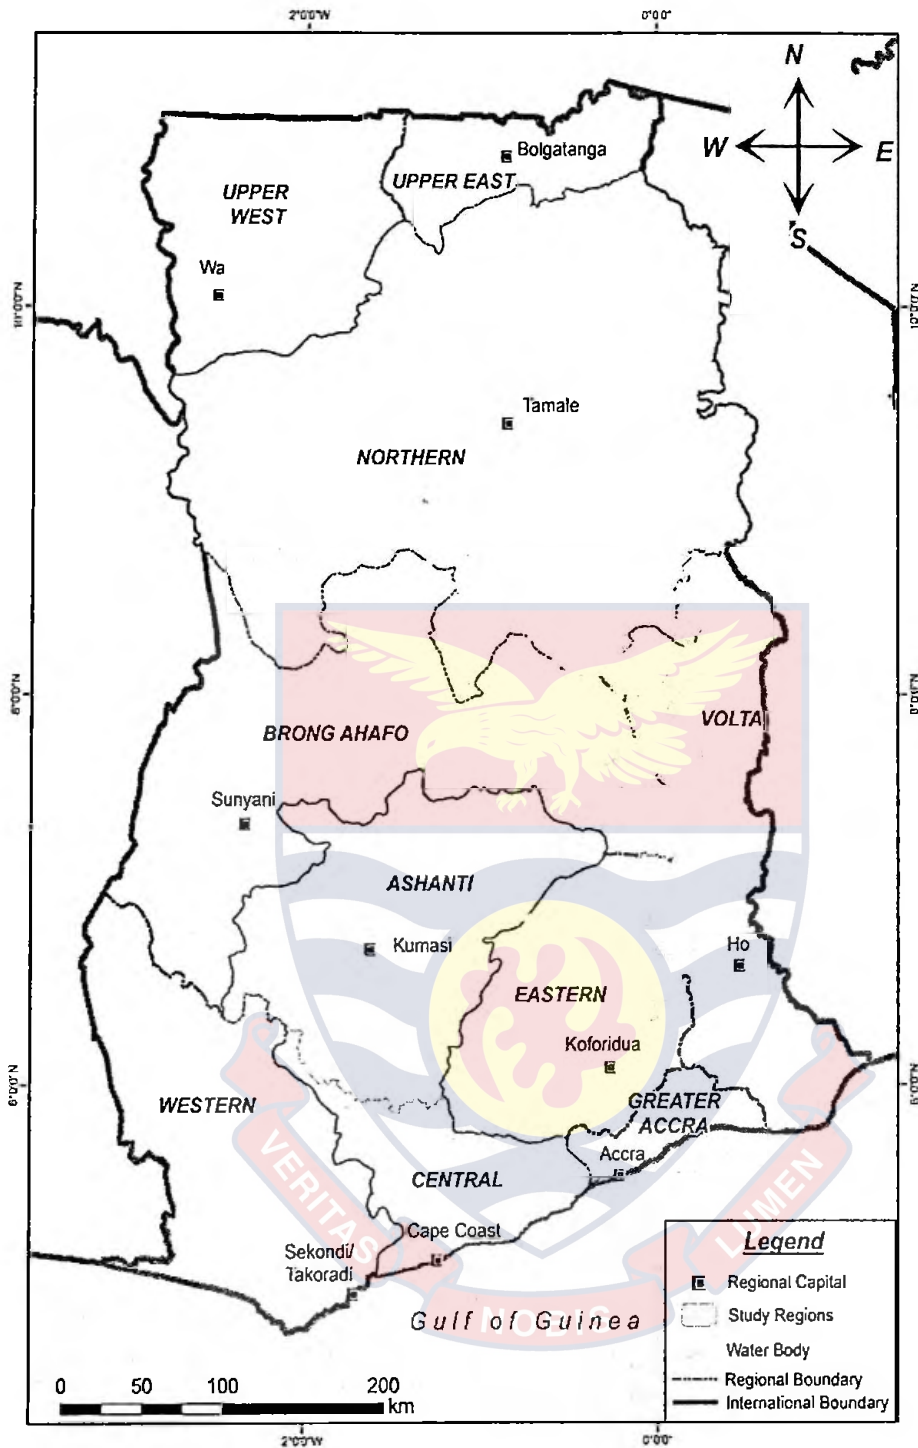 2°0'0"W
0°0'0"
N
W
E
S
Bolgatanga
UPPER EAST
UPPER
WEST
Wa
10°0'0"N
10°0'0"N
Tamale
NORTHERN
8°0'0"N
8°0'0"N
BRONG AHAFO
VOLTA
Sunyani
ASHANTI
Kumasi
Ho
EASTERN
Koforidua
6°0'0"N
6°0'0"N
WESTERN
GREATER
ACCRA
Accra
CENTRAL
Cape Coast
Sekondi/
Takoradi
Gulf of Guinea
VERITAS
NOBIS
LUMEN
Legend
Regional Capital
Study Regions
Water Body
Regional Boundary
International Boundary
0 50 100 200
km
2°0'0"W
0°0'0"